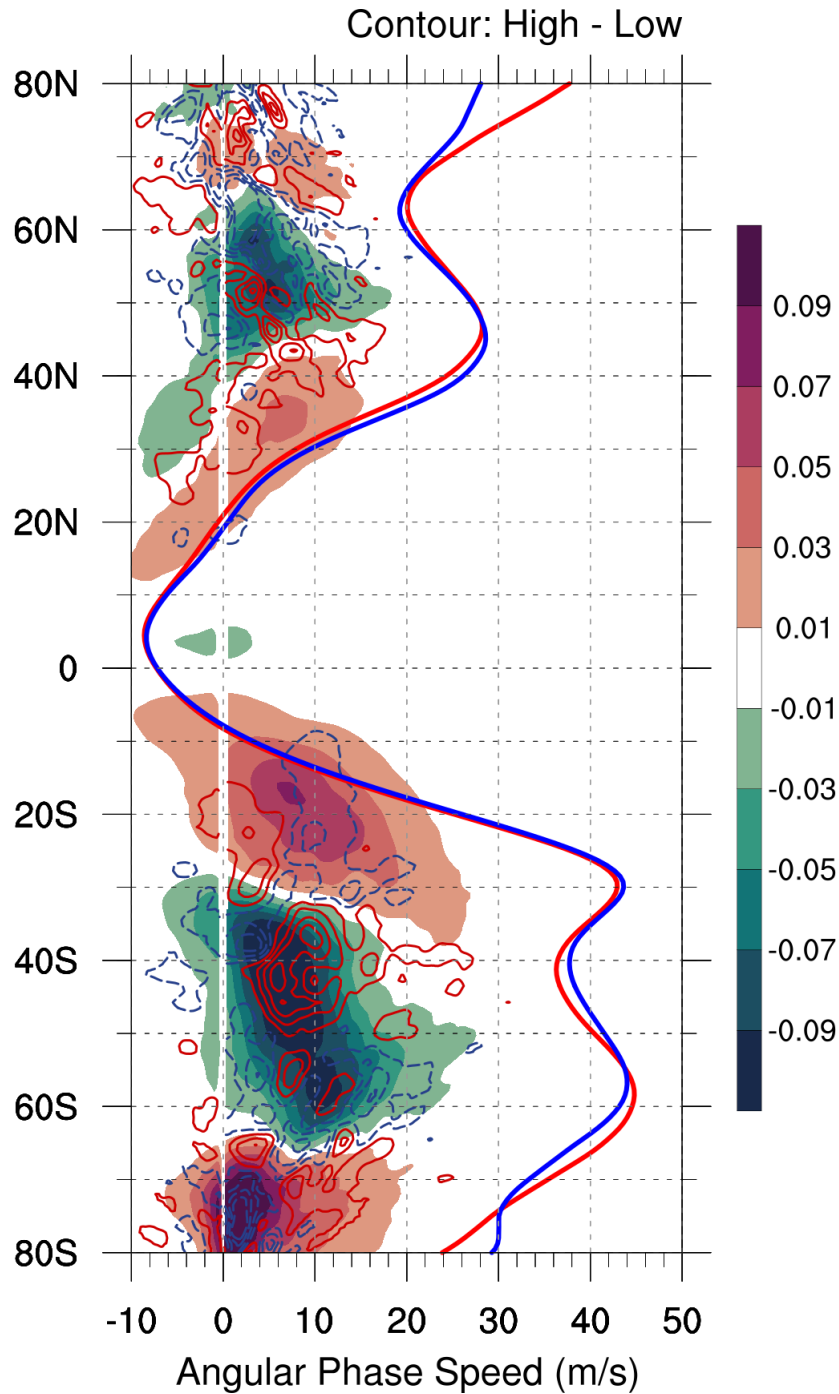 Contour: High - Low
80N
60N
40N
20N
0
20S
40S
60S
80S
-10 0 10 20 30 40 50
Angular Phase Speed (m/s)
0.09
0.07
0.05
0.03
0.01
-0.01
-0.03
-0.05
-0.07
-0.09